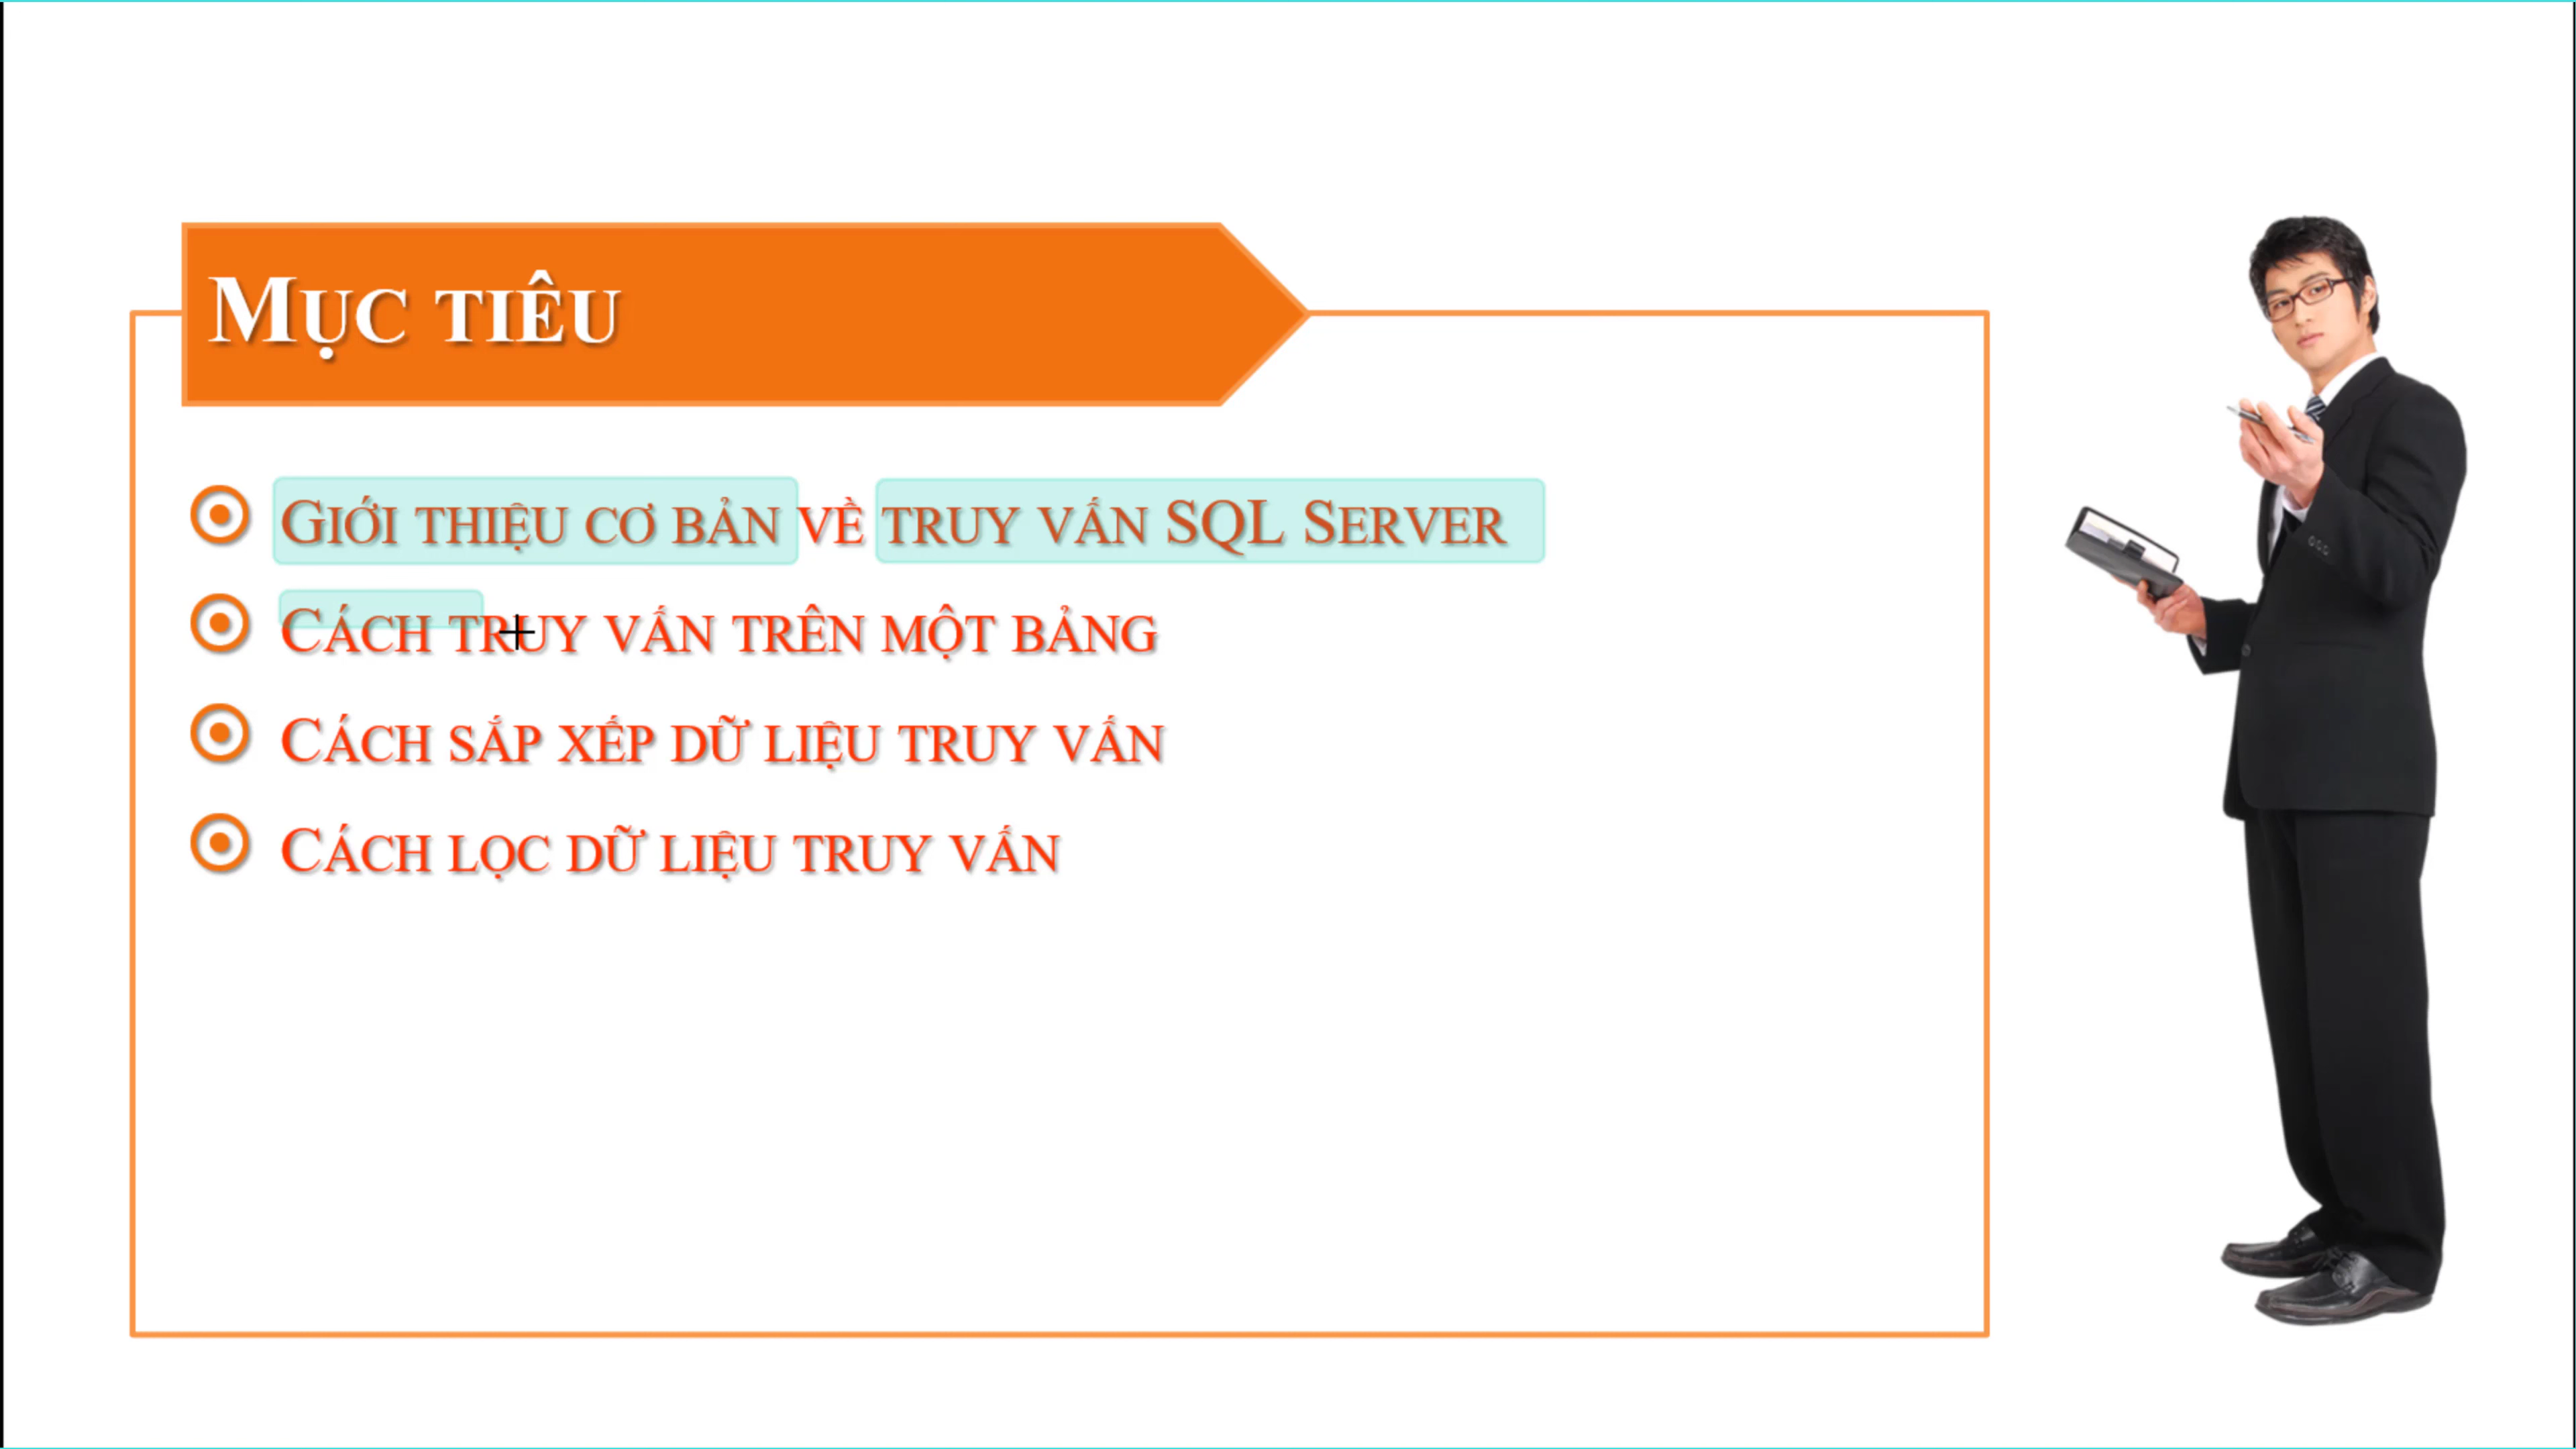 MỤC TIÊU
GIỚI THIỆU CƠ BẢN VỀ TRUY VẤN SQL SERVER
CÁCH TRUY VẤN TRÊN MỘT BẢNG
CÁCH SẮP XẾP DỮ LIỆU TRUY VẤN
CÁCH LỌC DỮ LIỆU TRUY VẤN